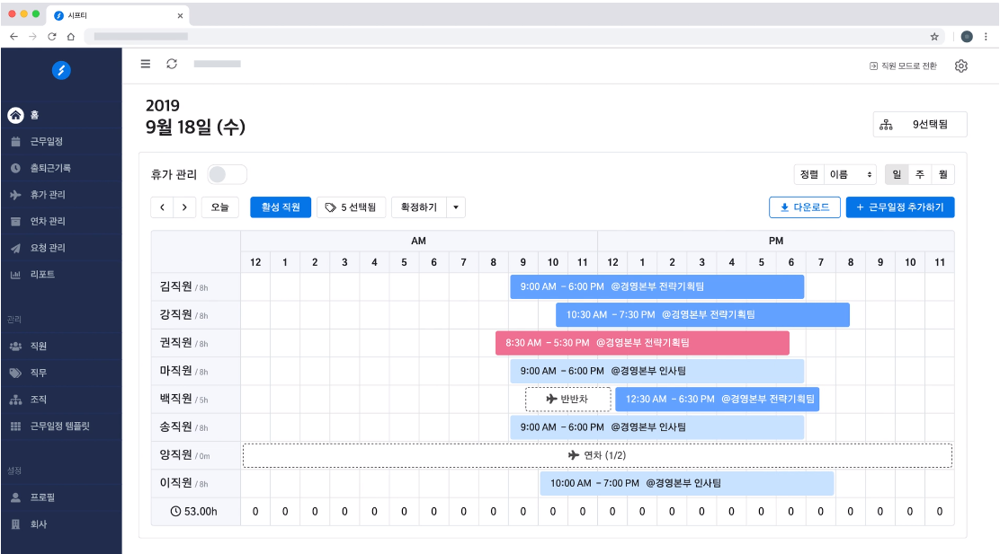 시프티
직원 모드로 전환
홈
근무일정
출퇴근기록
휴가 관리
연차 관리
요청 관리
리포트
관리
직원
직무
조직
근무일정 템플릿
설정
프로필
회사
2019
9월 18일 (수)
9선택됨
휴가 관리
정렬 이름 일 주 월
오늘 활성 직원 5 선택됨 확정하기 다운로드 + 근무일정 추가하기
AM PM
12 1 2 3 4 5 6 7 8 9 10 11 12 1 2 3 4 5 6 7 8 9 10 11
김직원 / 8h 9:00 AM – 6:00 PM @경영본부 전략기획팀
강직원 / 8h 10:30 AM – 7:30 PM @경영본부 전략기획팀
권직원 / 8h 8:30 AM – 5:30 PM @경영본부 전략기획팀
마직원 / 8h 9:00 AM – 6:00 PM @경영본부 인사팀
백직원 / 5h 반반차 12:30 AM – 6:30 PM @경영본부 전략기획팀
송직원 / 8h 9:00 AM – 6:00 PM @경영본부 인사팀
양직원 / 0m 연차 (1/2)
이직원 / 8h 10:00 AM – 7:00 PM @경영본부 인사팀
53.00h 0 0 0 0 0 0 0 0 0 0 0 0 0 0 0 0 0 0 0 0 0 0 0 0